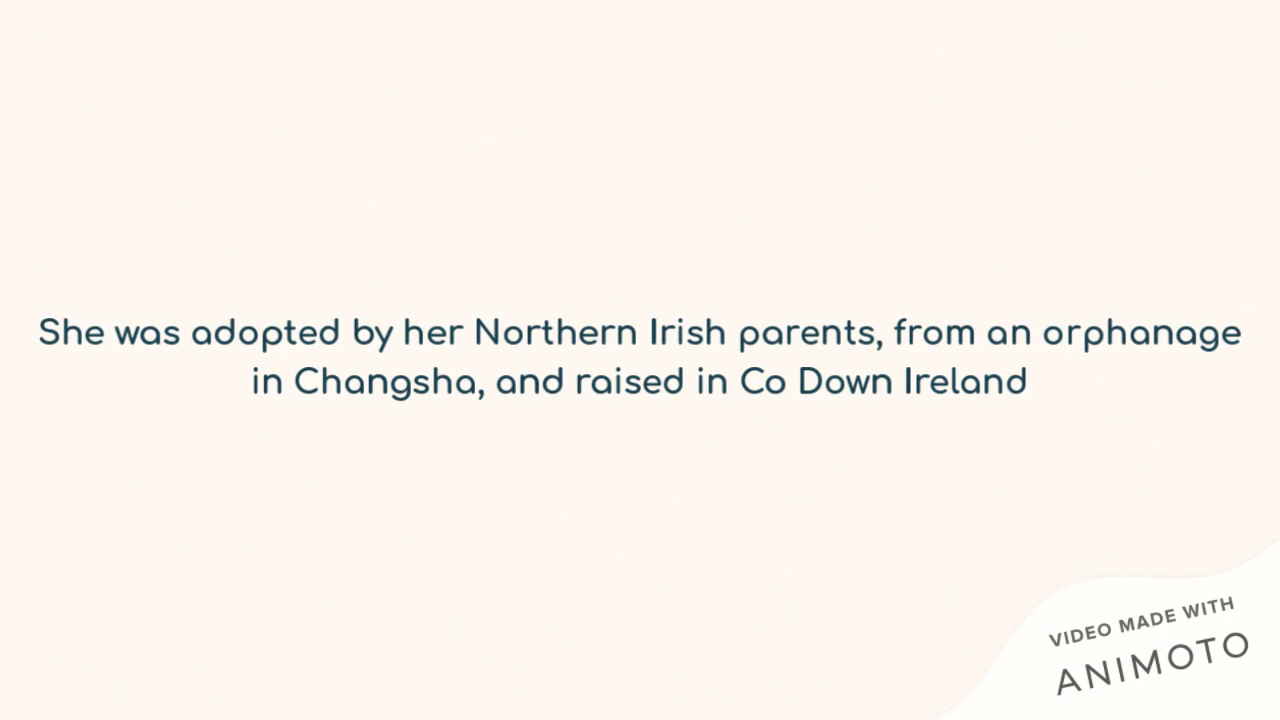 She was adopted by her Northern Irish parents, from an orphanage
in Changsha, and raised in Co Down Ireland
VIDEO MADE WITH
ANIMOTO